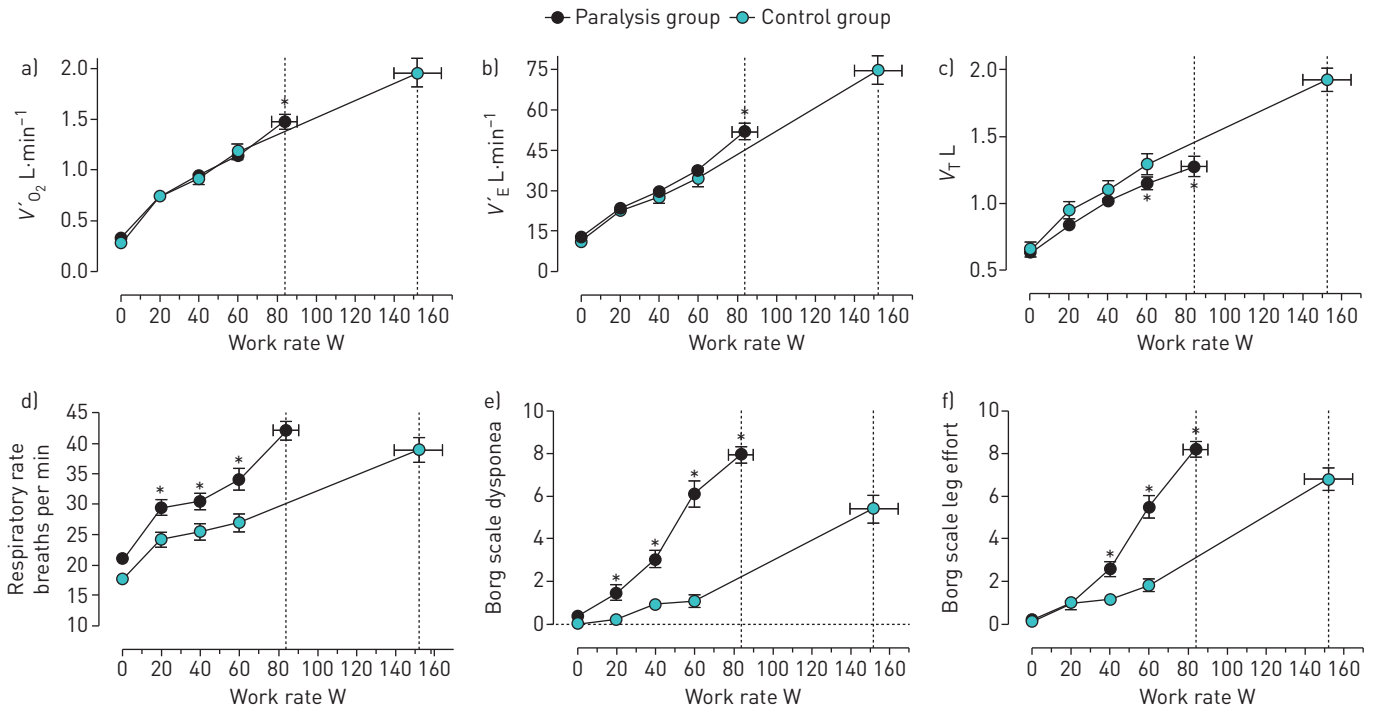 Paralysis group Control group
a)
2.0
1.5
1.0
0.5
0.0
V′O2 L·min–1
*
0 20 40 60 80 100 120 140 160
Work rate W
b)
75
60
45
30
15
0
V′E L·min–1
*
0 20 40 60 80 100 120 140 160
Work rate W
c)
2.0
1.5
1.0
0.5
VT L
* *
0 20 40 60 80 100 120 140 160
Work rate W
d)
45
40
35
30
25
20
15
10
Respiratory rate
breaths per min
* * *
0 20 40 60 80 100 120 140 160
Work rate W
e)
10
8
6
4
2
0
Borg scale dysponea
* * * *
0 20 40 60 80 100 120 140 160
Work rate W
f)
10
8
6
4
2
0
Borg scale leg effort
* * *
0 20 40 60 80 100 120 140 160
Work rate W